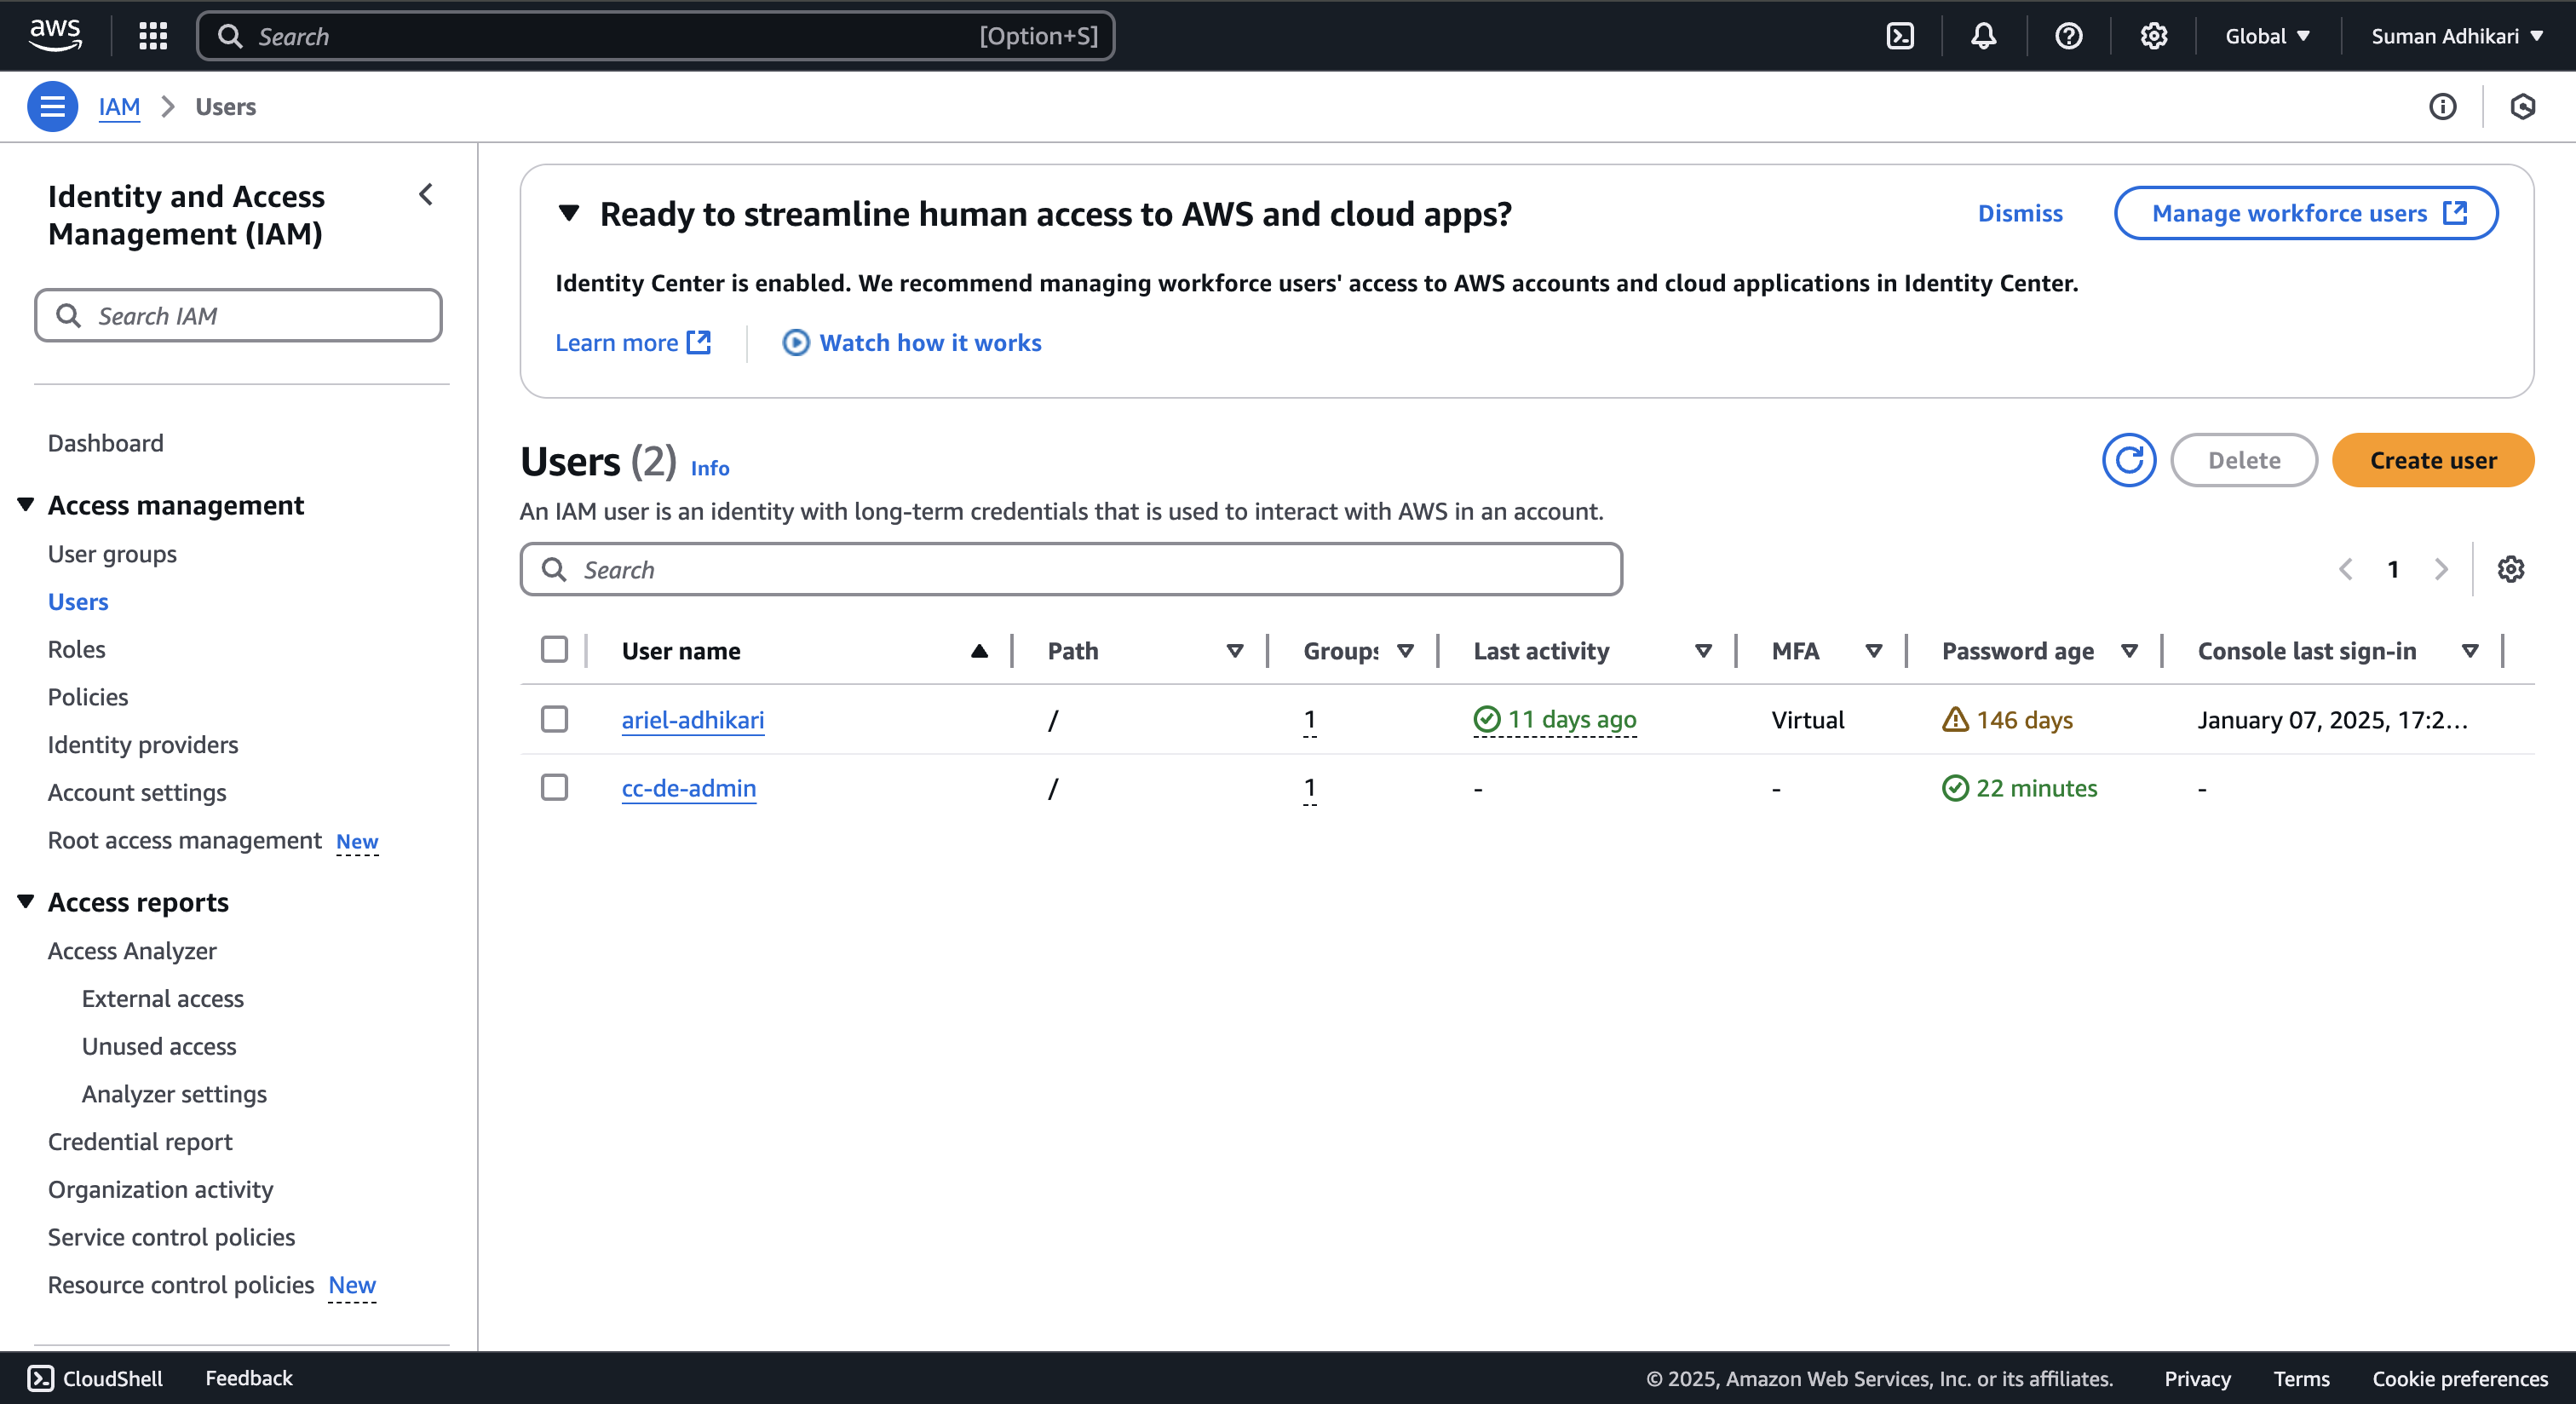 aws
Search [Option+S]
Global
Suman Adhikari
IAM
Users
Identity and Access
Management (IAM)
Search IAM
Dashboard
Access management
User groups
Users
Roles
Policies
Identity providers
Account settings
Root access management New
Access reports
Access Analyzer
External access
Unused access
Analyzer settings
Credential report
Organization activity
Service control policies
Resource control policies New
Ready to streamline human access to AWS and cloud apps?
Dismiss
Manage workforce users
Identity Center is enabled. We recommend managing workforce users' access to AWS accounts and cloud applications in Identity Center.
Learn more
Watch how it works
Users (2) Info
Delete
Create user
An IAM user is an identity with long-term credentials that is used to interact with AWS in an account.
Search
1
User name Path Groups Last activity MFA Password age Console last sign-in
ariel-adhikari / 1 11 days ago Virtual 146 days January 07, 2025, 17:2...
cc-de-admin / 1 - - 22 minutes -
CloudShell Feedback © 2025, Amazon Web Services, Inc. or its affiliates. Privacy Terms Cookie preferences